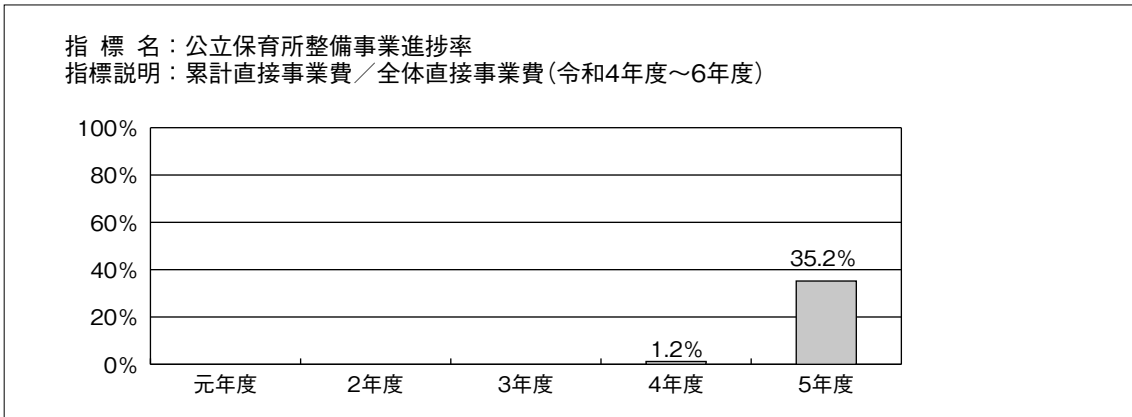 指標名：公立保育所整備事業進捗率
指標説明：累計直接事業費／全体直接事業費（令和4年度～6年度）
100%
80%
60%
40%
35.2%
20%
1.2%
0%
元年度 2年度 3年度 4年度 5年度